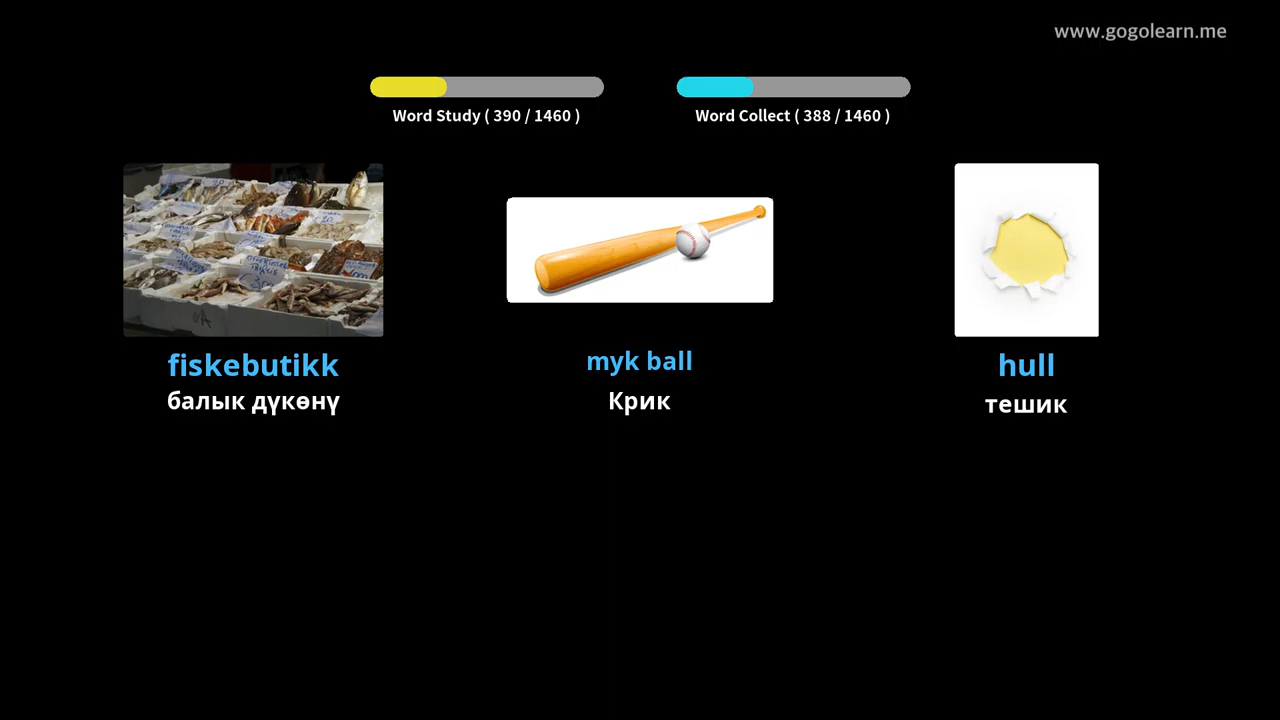 www.gogolearn.me
Word Study ( 390 / 1460 )
Word Collect ( 388 / 1460 )
fiskebutikk
балык дүкөнү
myk ball
Крик
hull
тешик